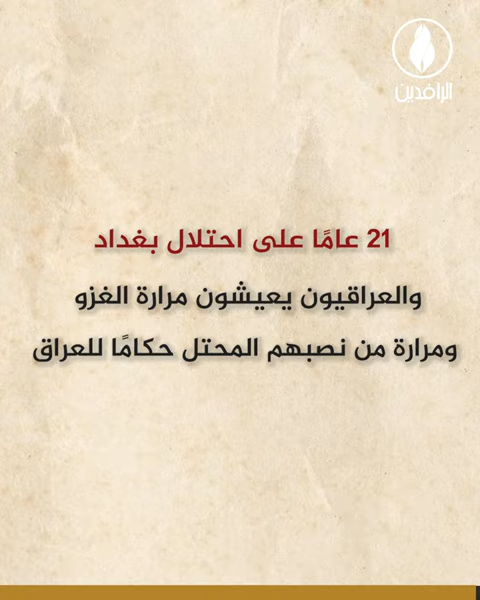 الرافدين
21 عامًا على احتلال بغداد
والعراقيون يعيشون مرارة الغزو
ومرارة من نصبهم المحتل حكامًا للعراق